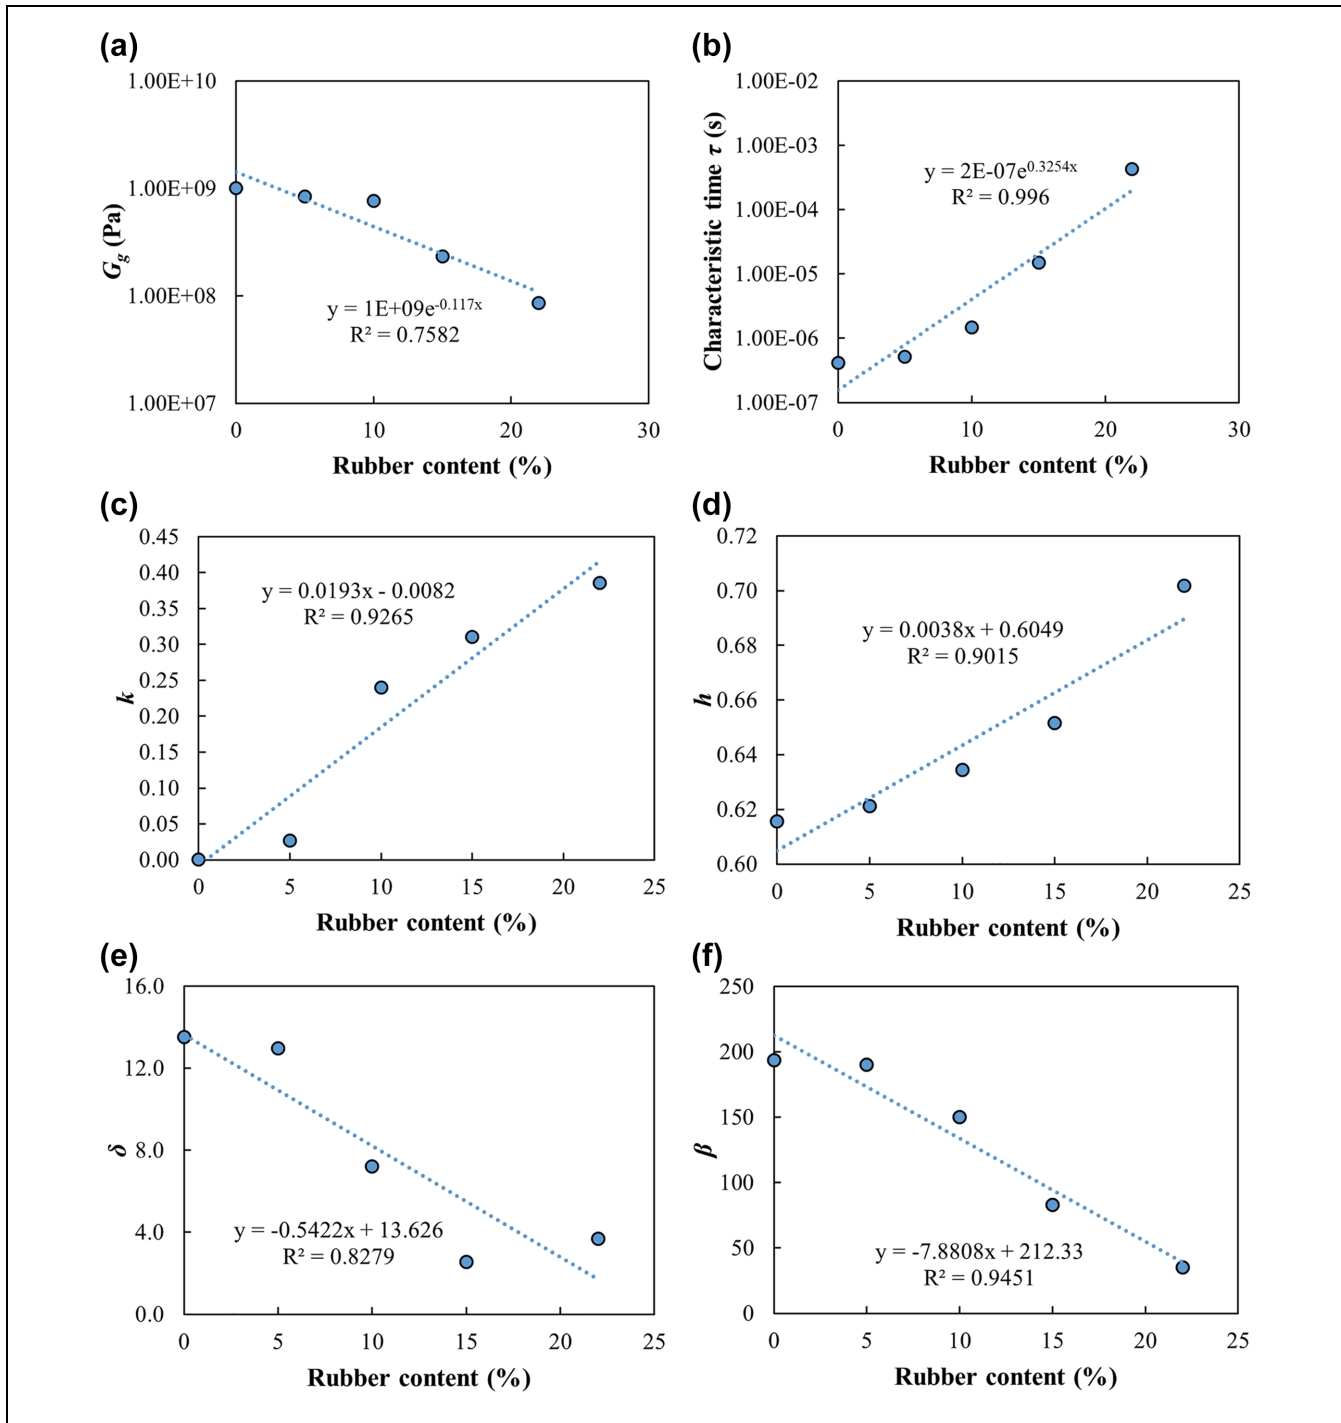 (a)
1.00E+10
1.00E+09
1.00E+08
1.00E+07
G_g (Pa)
y = 1E+09e^-0.117x
R² = 0.7582
0 10 20 30
Rubber content (%)
(b)
1.00E-02
1.00E-03
1.00E-04
1.00E-05
1.00E-06
1.00E-07
Characteristic time τ (s)
y = 2E-07e^0.3254x
R² = 0.996
0 10 20 30
Rubber content (%)
(c)
0.45
0.40
0.35
0.30
0.25
0.20
0.15
0.10
0.05
0.00
k
y = 0.0193x - 0.0082
R² = 0.9265
0 5 10 15 20 25
Rubber content (%)
(d)
0.72
0.70
0.68
0.66
0.64
0.62
0.60
h
y = 0.0038x + 0.6049
R² = 0.9015
0 5 10 15 20 25
Rubber content (%)
(e)
16.0
12.0
8.0
4.0
0.0
δ
y = -0.5422x + 13.626
R² = 0.8279
0 5 10 15 20 25
Rubber content (%)
(f)
250
200
150
100
50
0
β
y = -7.8808x + 212.33
R² = 0.9451
0 5 10 15 20 25
Rubber content (%)